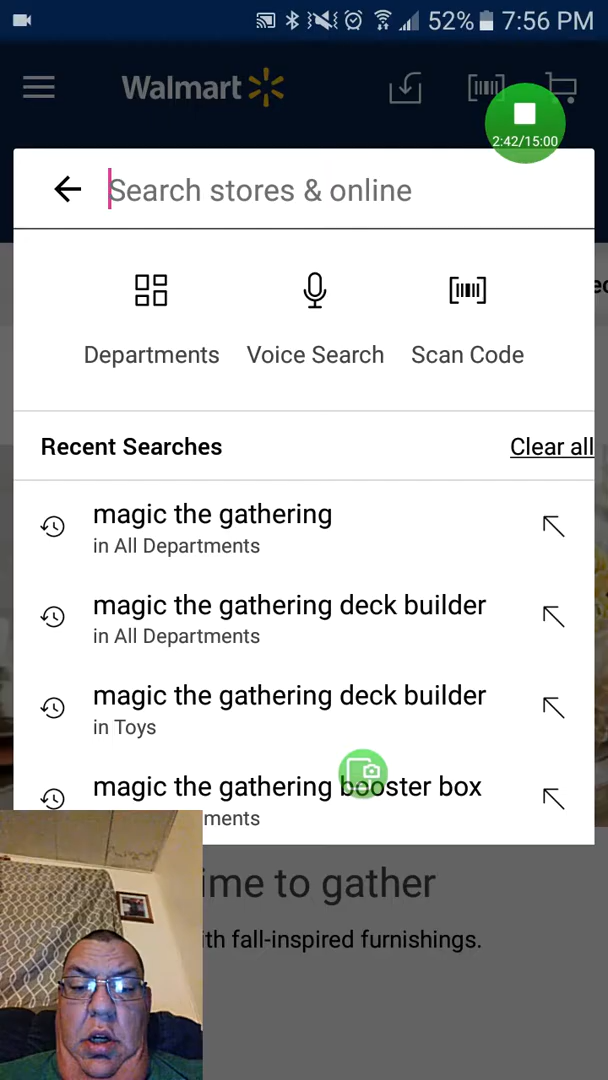 52% 7:56 PM
Walmart
2:42/15:00
Search stores & online
Departments Voice Search Scan Code
Recent Searches Clear all
magic the gathering
in All Departments
magic the gathering deck builder
in All Departments
magic the gathering deck builder
in Toys
magic the gathering booster box
ments
ime to gather
th fall-inspired furnishings.